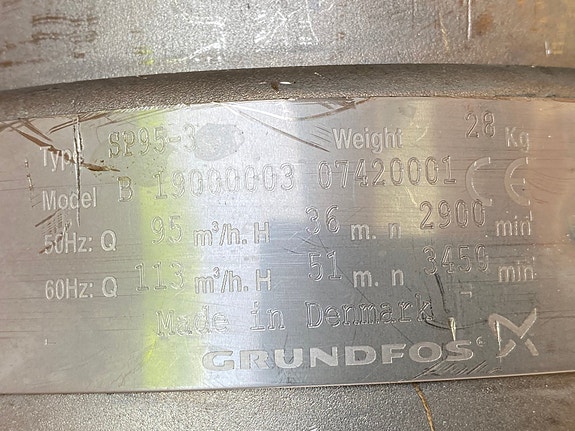 Type SP95-3 Weight 28 Kg
Model B 19000003 07420001 CE
50Hz: Q 95 m³/h. H 36 m. n 2900 min
60Hz: Q 113 m³/h. H 51 m. n 3450 min
Made in Denmark
GRUNDFOS